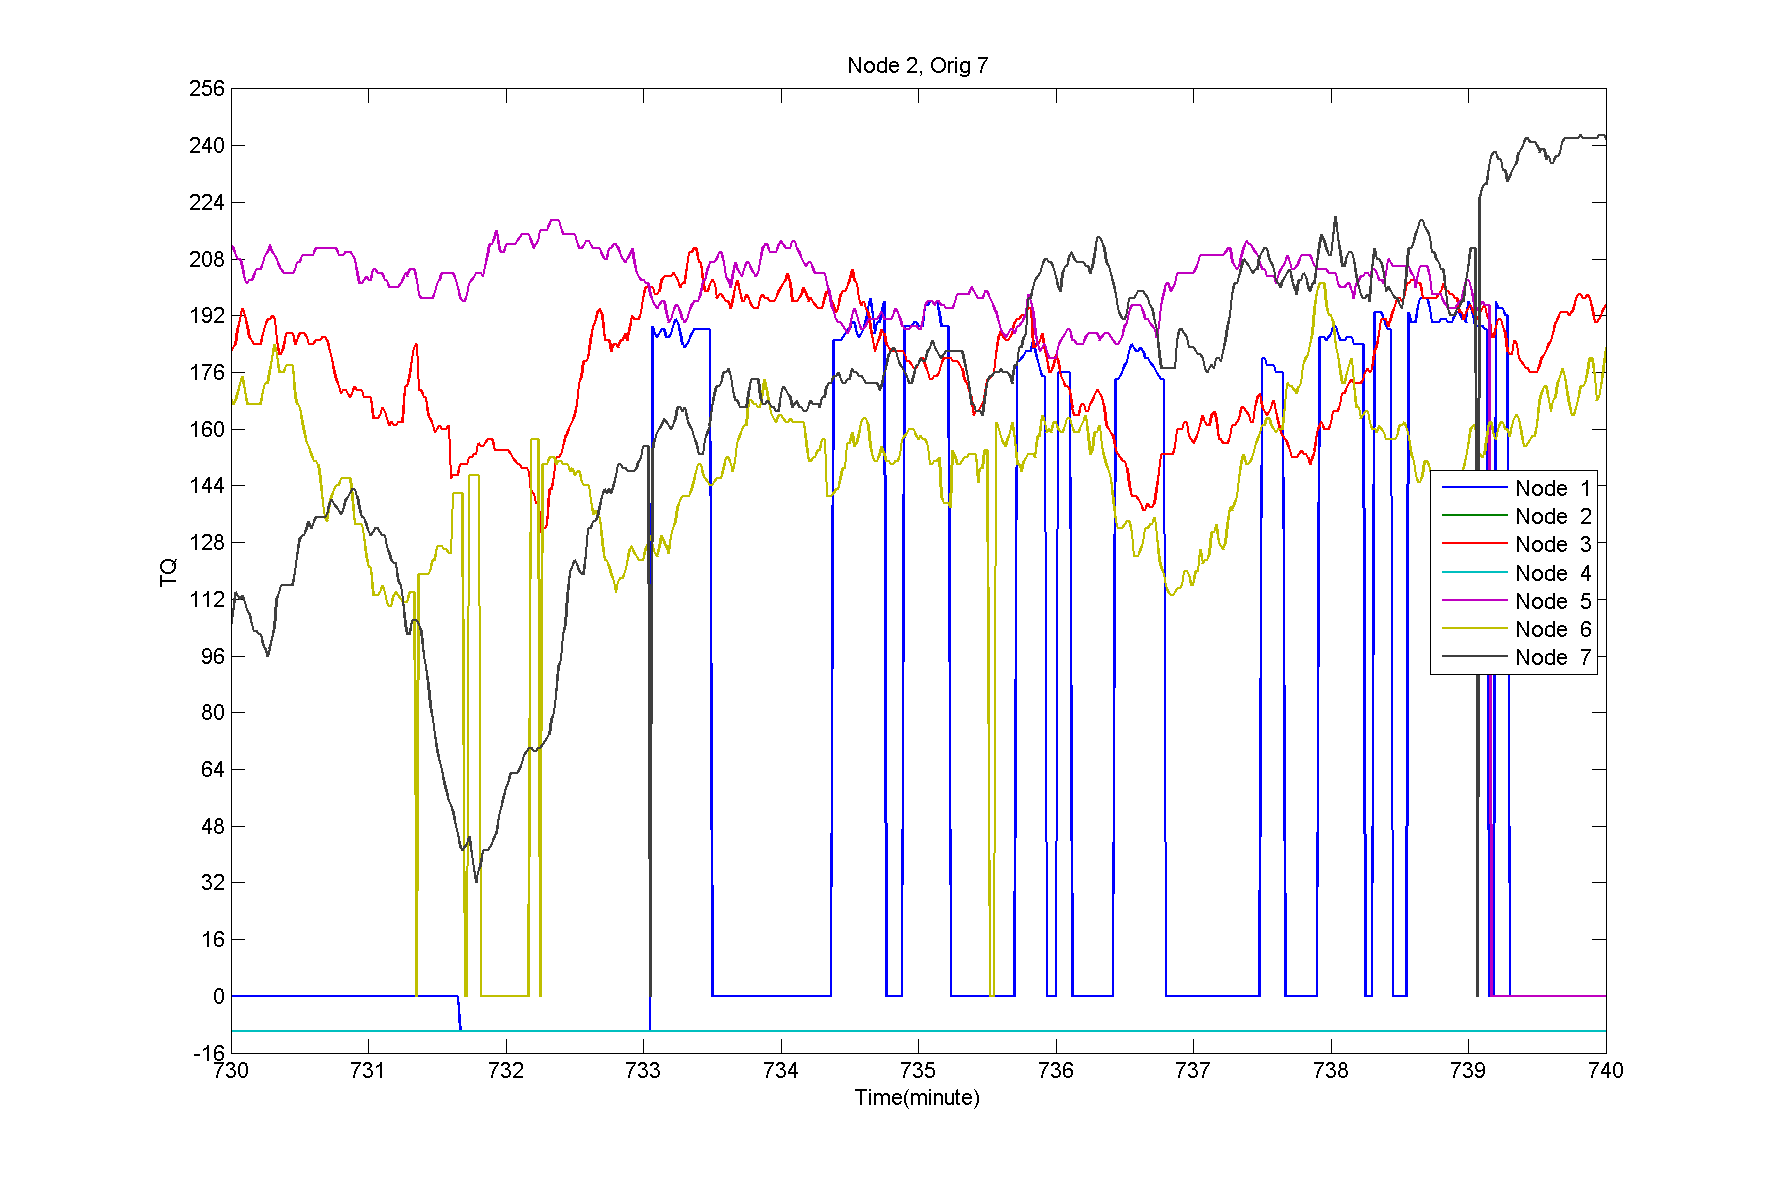 Node 2, Orig 7
256
240
224
208
192
176
160
144
128
112
96
80
64
48
32
16
0
-16
TQ
730 731 732 733 734 735 736 737 738 739 740
Time(minute)
Node 1
Node 2
Node 3
Node 4
Node 5
Node 6
Node 7